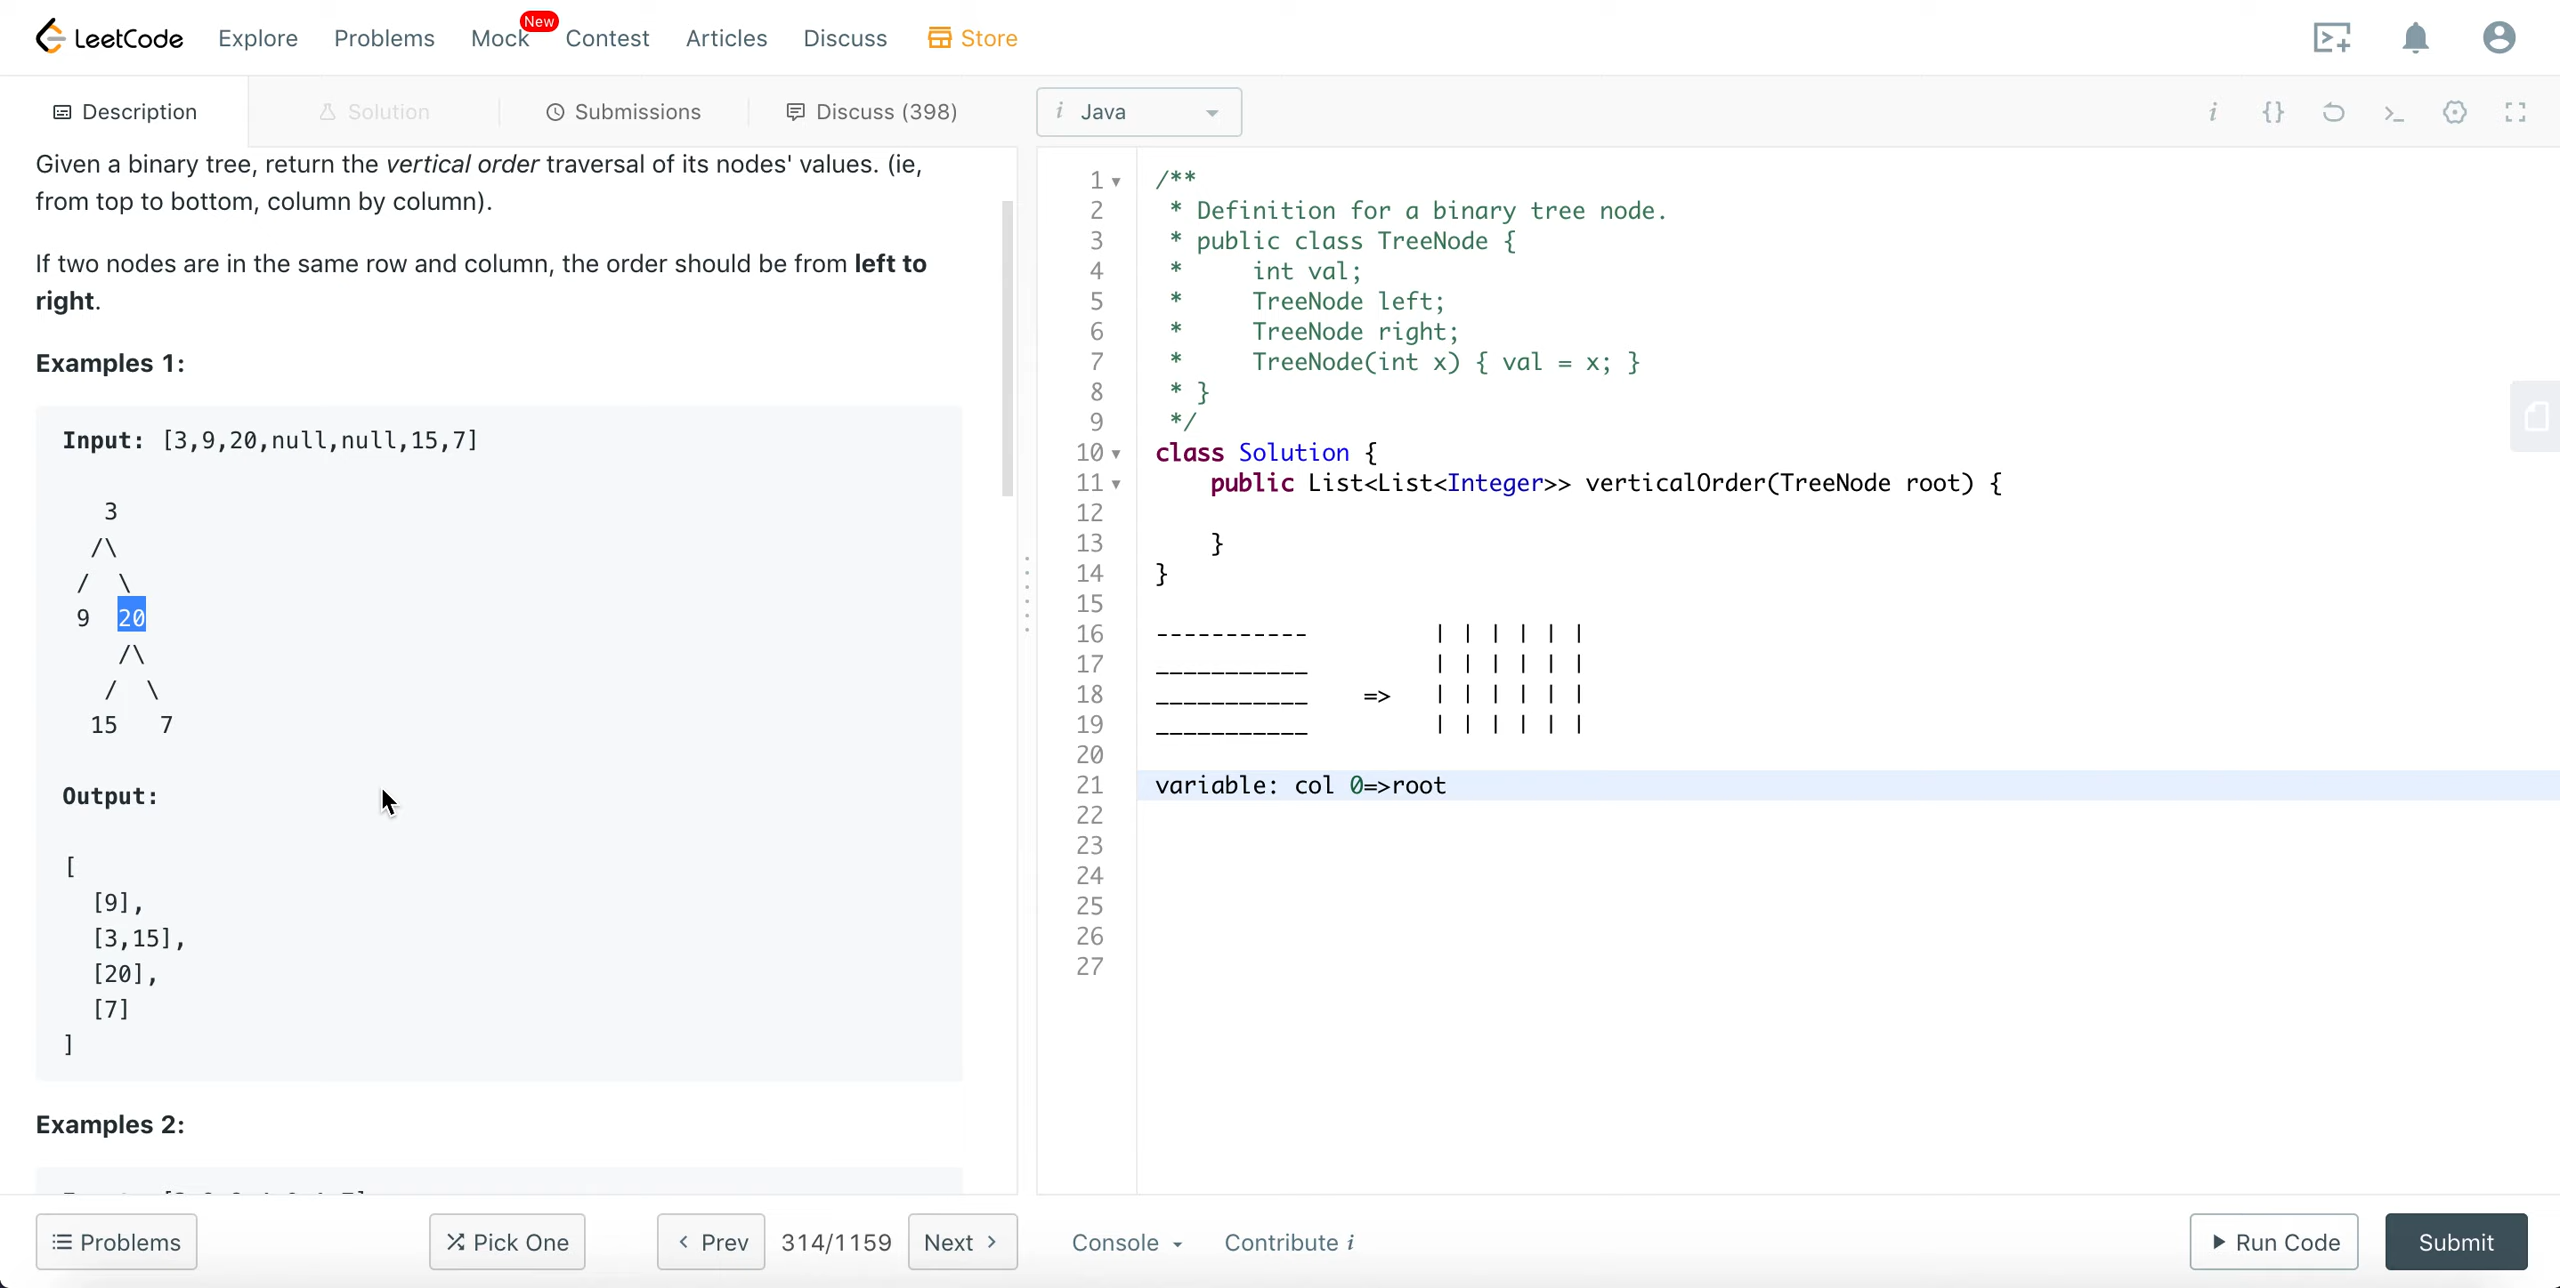 LeetCode Explore Problems Mock New Contest Articles Discuss Store
Description Solution Submissions Discuss (398)
Given a binary tree, return the vertical order traversal of its nodes' values. (ie,
from top to bottom, column by column).
If two nodes are in the same row and column, the order should be from left to
right.
Examples 1:
Input: [3,9,20,null,null,15,7]
3
/\
/ \
9 20
/\
/ \
15 7
Output:
[
[9],
[3,15],
[20],
[7]
]
Examples 2:
Problems Pick One < Prev 314/1159 Next >
i Java
i {} >_
1 /**
2 * Definition for a binary tree node.
3 * public class TreeNode {
4 * int val;
5 * TreeNode left;
6 * TreeNode right;
7 * TreeNode(int x) { val = x; }
8 * }
9 */
10 class Solution {
11 public List<List<Integer>> verticalOrder(TreeNode root) {
12
13 }
14 }
15
16 ----------- | | | | | |
17 ___________ | | | | | |
18 ___________ => | | | | | |
19 ___________ | | | | | |
20
21 variable: col 0=>root
22
23
24
25
26
27
Console Contribute i Run Code Submit